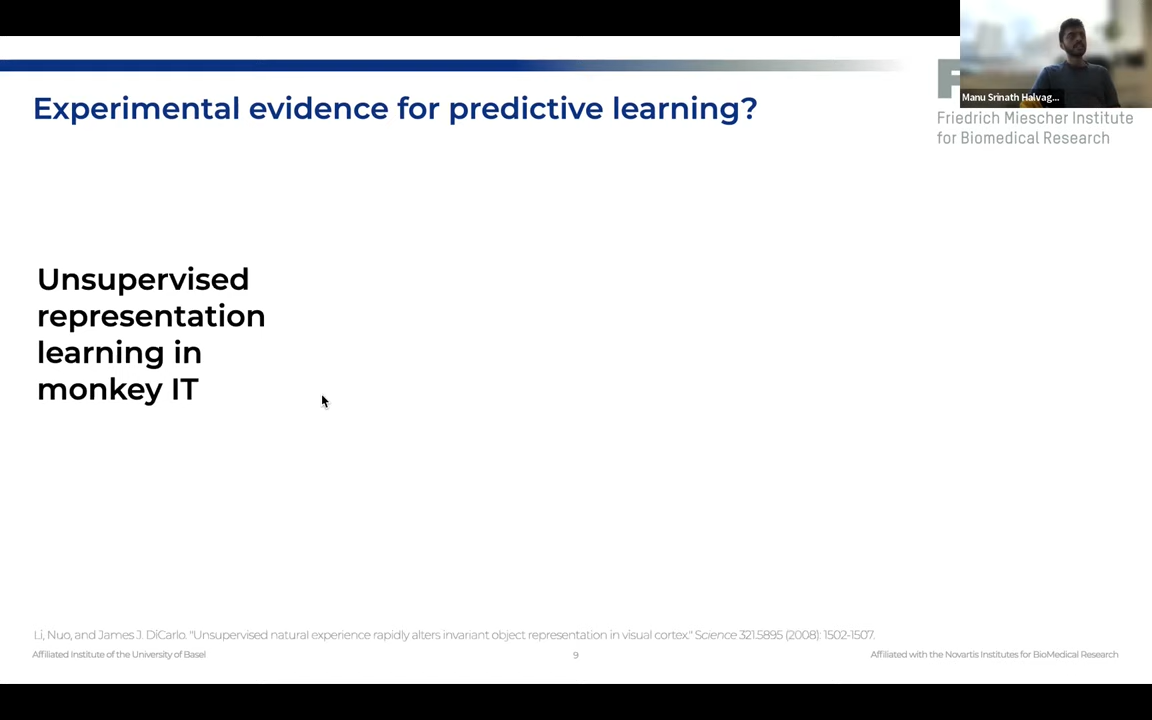 Experimental evidence for predictive learning?
F
Manu Srinath Halvag...
Friedrich Miescher Institute
for Biomedical Research
Unsupervised
representation
learning in
monkey IT
Li, Nuo, and James J. DiCarlo. "Unsupervised natural experience rapidly alters invariant object representation in visual cortex." Science 321.5895 (2008): 1502-1507.
Affiliated Institute of the University of Basel
9
Affiliated with the Novartis Institutes for BioMedical Research